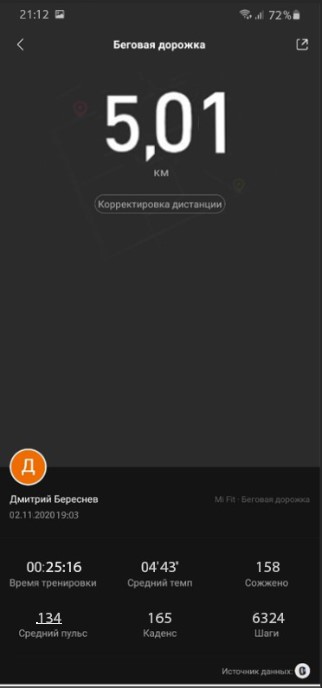 21:12 72%
Беговая дорожка
5,01
км
Корректировка дистанции
Д
Дмитрий Береснев
Mi Fit - Беговая дорожка
02.11.2020 19:03
00:25:16 04'43" 158
Время тренировки Средний темп Сожжено
134 165 6324
Средний пульс Каденс Шаги
Источник данных: